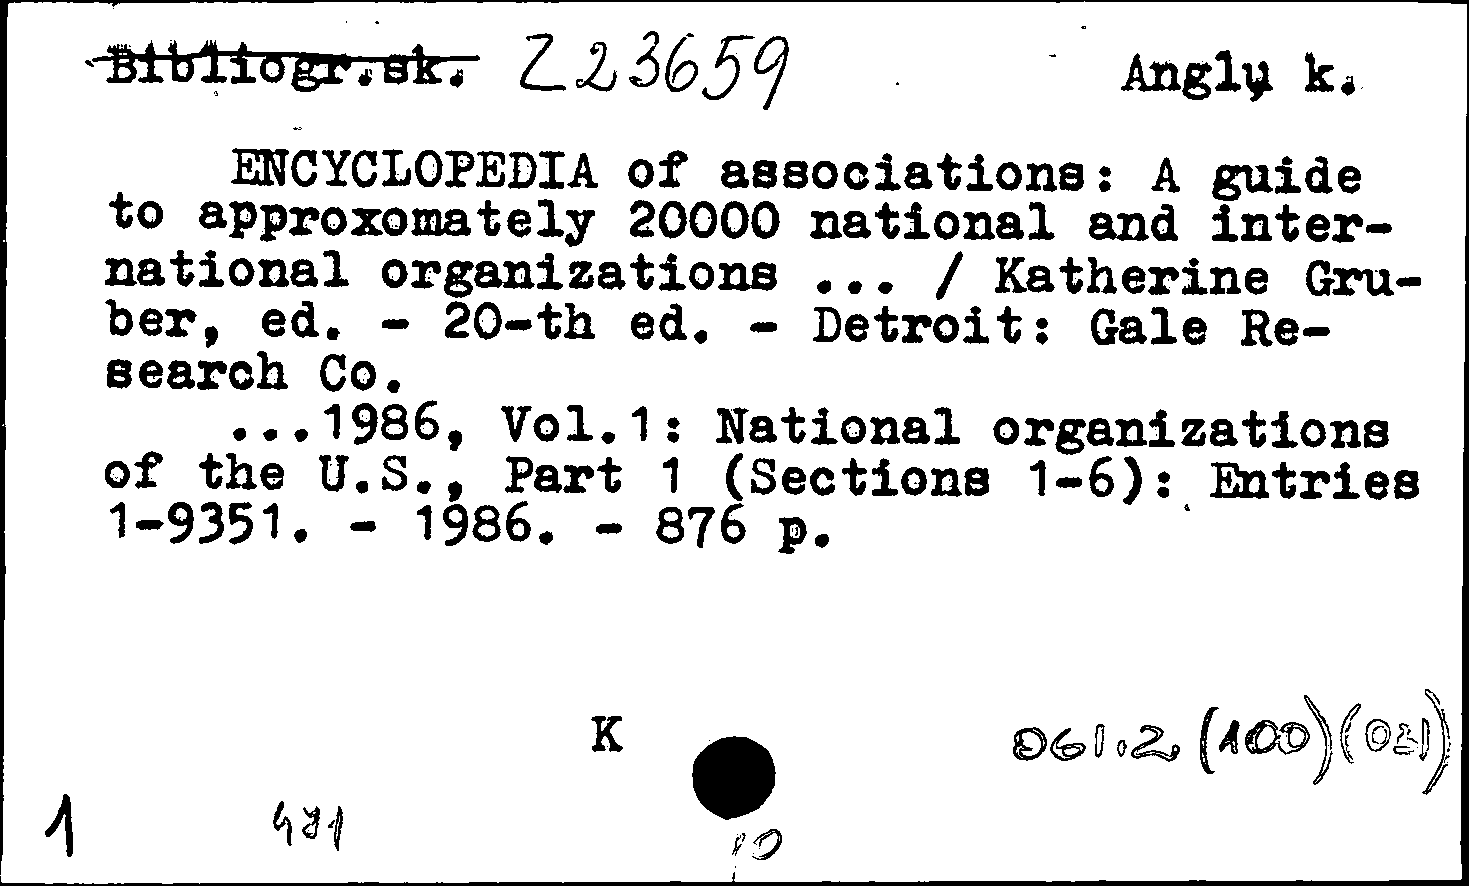 Bibliogr.sk. Z23659 Anglų k.
ENCYCLOPEDIA of associations: A guide
to approxomately 20000 national and inter-
national organizations ... / Katherine Gru-
ber, ed. - 20-th ed. - Detroit: Gale Re-
search Co.
...1986, Vol.1: National organizations
of the U.S., Part 1 (Sections 1-6): Entries
1-9351. - 1986. - 876 p.
K
061.2(100)(031)
1